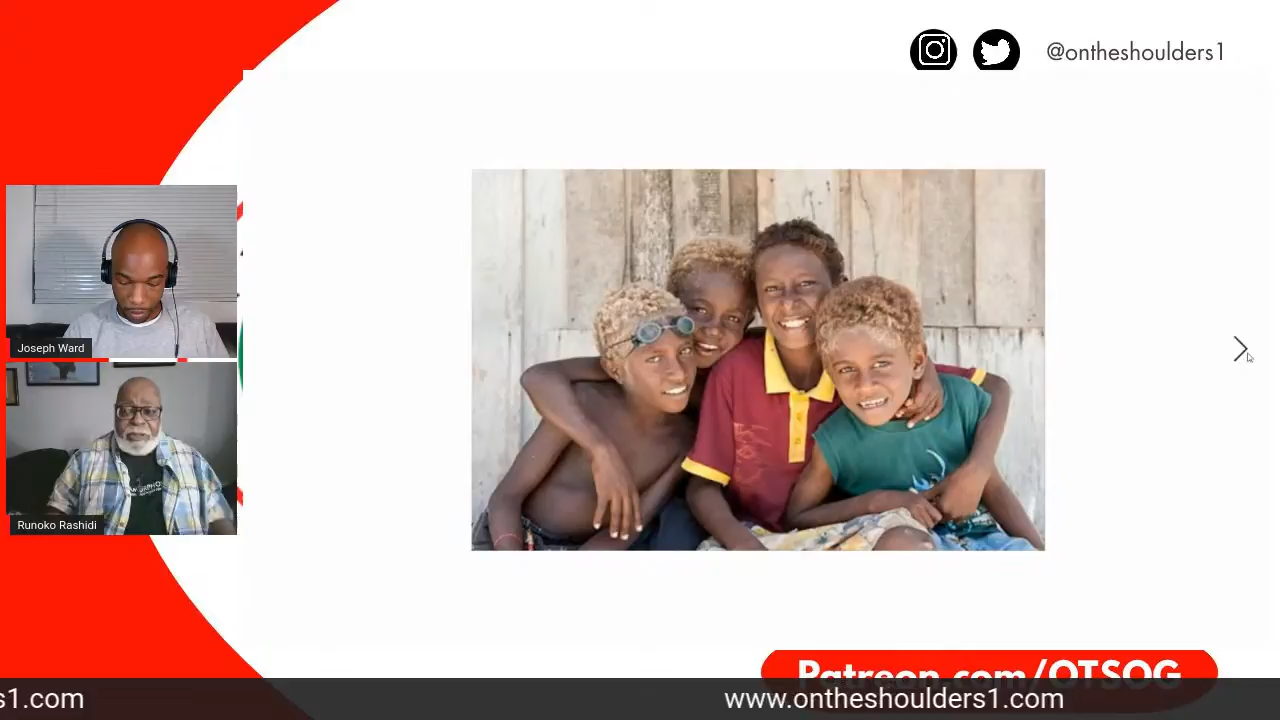 @ontheshoulders1
Joseph Ward
Runoko Rashidi
Patreon.com/OTSOG
s1.com
www.ontheshoulders1.com